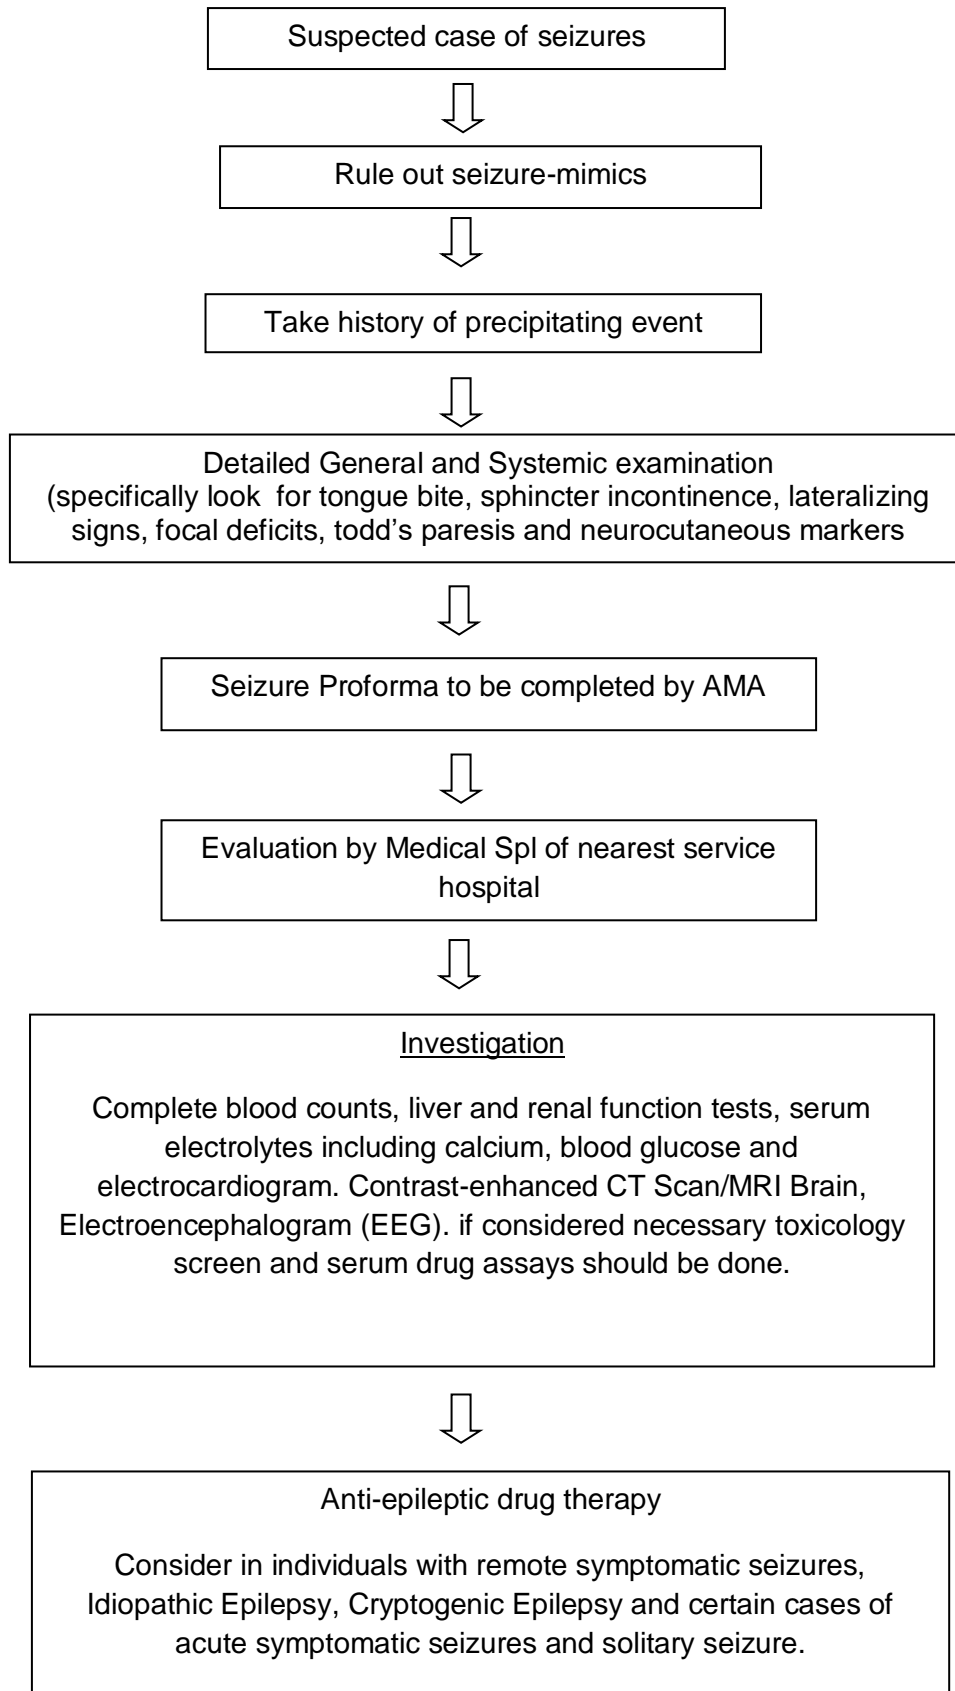 Suspected case of seizures
Rule out seizure-mimics
Take history of precipitating event
Detailed General and Systemic examination
(specifically look for tongue bite, sphincter incontinence, lateralizing
signs, focal deficits, todd's paresis and neurocutaneous markers
Seizure Proforma to be completed by AMA
Evaluation by Medical Spl of nearest service
hospital
Investigation
Complete blood counts, liver and renal function tests, serum
electrolytes including calcium, blood glucose and
electrocardiogram. Contrast-enhanced CT Scan/MRI Brain,
Electroencephalogram (EEG). if considered necessary toxicology
screen and serum drug assays should be done.
Anti-epileptic drug therapy
Consider in individuals with remote symptomatic seizures,
Idiopathic Epilepsy, Cryptogenic Epilepsy and certain cases of
acute symptomatic seizures and solitary seizure.